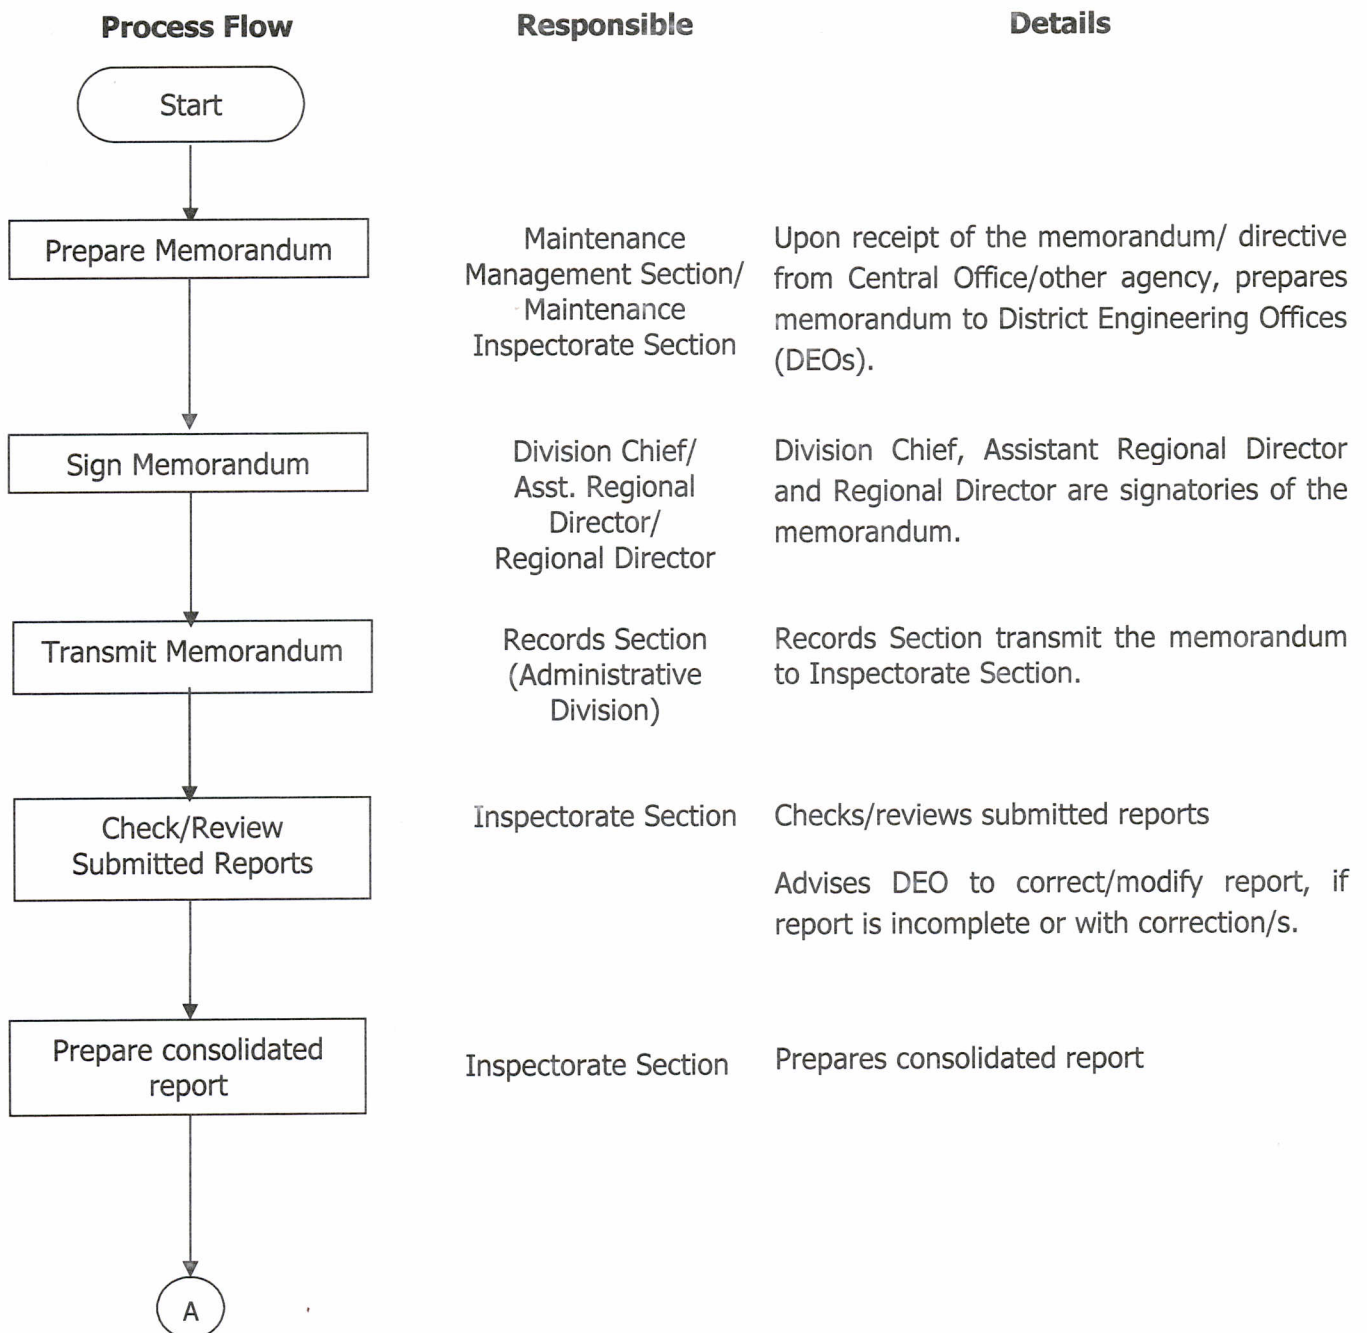 Process Flow
Responsible
Details
Start
Prepare Memorandum
Maintenance
Management Section/
Maintenance
Inspectorate Section
Upon receipt of the memorandum/ directive
from Central Office/other agency, prepares
memorandum to District Engineering Offices
(DEOs).
Sign Memorandum
Division Chief/
Asst. Regional
Director/
Regional Director
Division Chief, Assistant Regional Director
and Regional Director are signatories of the
memorandum.
Transmit Memorandum
Records Section
(Administrative
Division)
Records Section transmit the memorandum
to Inspectorate Section.
Check/Review
Submitted Reports
Inspectorate Section
Checks/reviews submitted reports
Advises DEO to correct/modify report, if
report is incomplete or with correction/s.
Prepare consolidated
report
Inspectorate Section
Prepares consolidated report
A